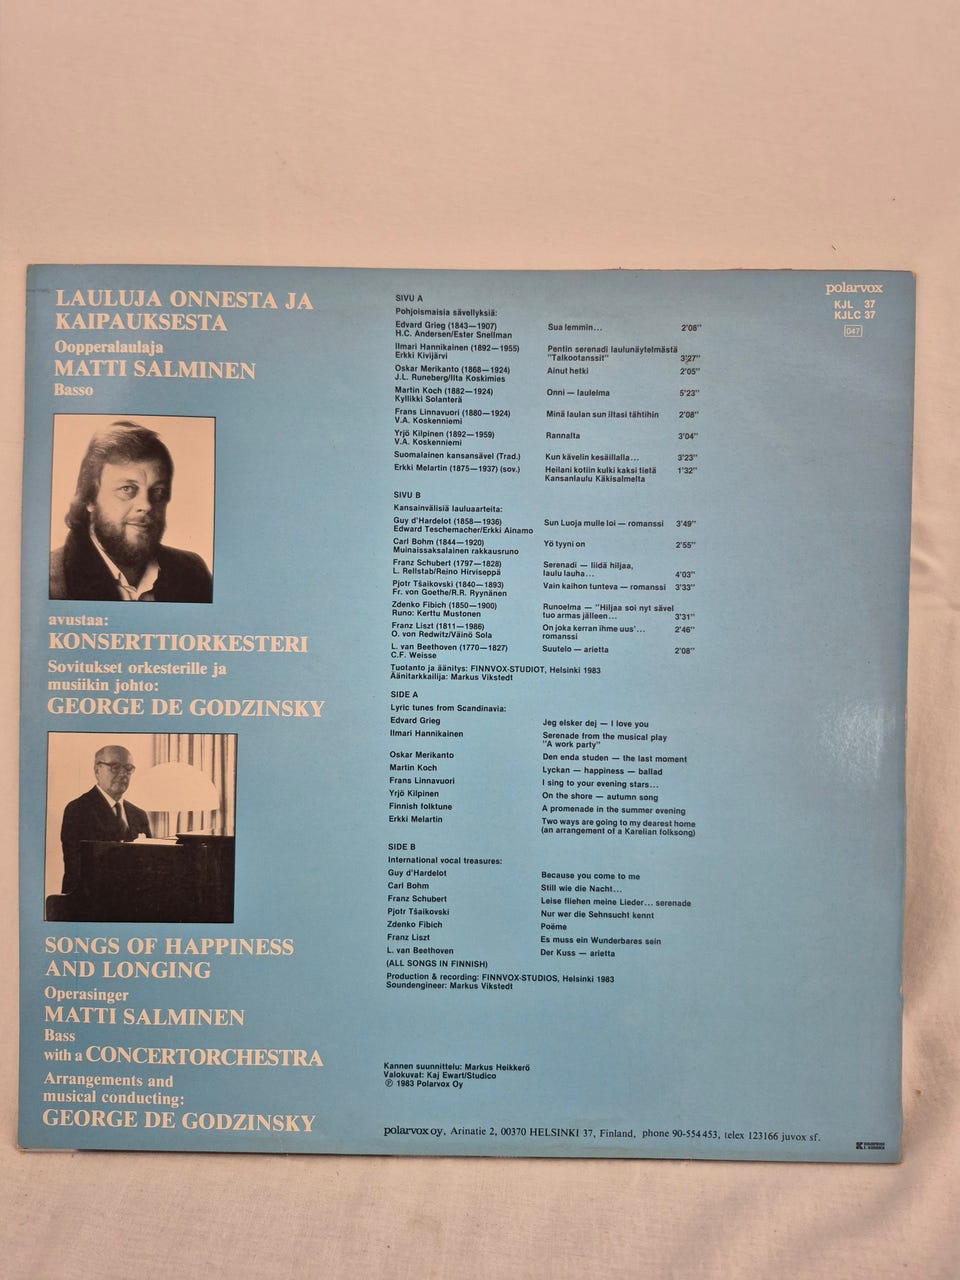 LAULUJA ONNESTA JA
KAIPAUKSESTA
Oopperalaulaja
MATTI SALMINEN
Basso
avustaa:
KONSERTTIORKESTERI
Sovitukset orkesterille ja
musiikin johto:
GEORGE DE GODZINSKY
SONGS OF HAPPINESS
AND LONGING
Operasinger
MATTI SALMINEN
Bass
with a CONCERTORCHESTRA
Arrangements and
musical conducting:
GEORGE DE GODZINSKY
SIVU A
Pohjoismaisia sävellyksiä:
Edvard Grieg (1843—1907) Sua lemmin... 2'08"
H.C. Andersen/Ester Snellman
Ilmari Hannikainen (1892—1955) Pentin serenadi laulunäytelmästä
Erkki Kivijärvi "Talkootanssit" 3'27"
Oskar Merikanto (1868—1924) Ainut hetki 2'05"
J.L. Runeberg/Ilta Koskimies
Martin Koch (1882—1924) Onni — laulelma 5'23"
Kyllikki Solanterä
Frans Linnavuori (1880—1924) Minä laulan sun iltasi tähtihin 2'08"
V.A. Koskenniemi
Yrjö Kilpinen (1892—1959) Rannalta 3'04"
V.A. Koskenniemi
Suomalainen kansansävel (Trad.) Kun kävelin kesäillalla... 3'23"
Erkki Melartin (1875—1937) (sov.) Heilani kotiin kulki kaksi tietä 1'32"
Kansanlaulu Käkisalmelta
SIVU B
Kansainvälisiä lauluaarteita:
Guy d'Hardelot (1858—1936) Sun Luoja mulle loi — romanssi 3'49"
Edward Teschemacher/Erkki Ainamo
Carl Bohm (1844—1920) Yö tyyni on 2'55"
Muinaissaksalainen rakkausruno
Franz Schubert (1797—1828) Serenadi — liidä hiljaa,
L. Rellstab/Reino Hirviseppä laulu lauha... 4'03"
Pjotr Tšaikovski (1840—1893) Vain kaihon tunteva — romanssi 3'33"
Fr. von Goethe/R.R. Ryynänen
Zdenko Fibich (1850—1900) Runoelma — "Hiljaa soi nyt sävel
Runo: Kerttu Mustonen tuo armas jälleen... 3'31"
Franz Liszt (1811—1986) On joka kerran ihme uus'... 2'46"
O. von Redwitz/Väinö Sola romanssi
L. van Beethoven (1770—1827) Suutelo — arietta 2'08"
C.F. Weisse
Tuotanto ja äänitys: FINNVOX-STUDIOT, Helsinki 1983
Äänitarkkailija: Markus Vikstedt
SIDE A
Lyric tunes from Scandinavia:
Edvard Grieg Jeg elsker dej — I love you
Ilmari Hannikainen Serenade from the musical play
"A work party"
Oskar Merikanto Den enda studen — the last moment
Martin Koch Lyckan — happiness — ballad
Frans Linnavuori I sing to your evening stars...
Yrjö Kilpinen On the shore — autumn song
Finnish folktune A promenade in the summer evening
Erkki Melartin Two ways are going to my dearest home
(an arrangement of a Karelian folksong)
SIDE B
International vocal treasures:
Guy d'Hardelot Because you come to me
Carl Bohm Still wie die Nacht...
Franz Schubert Leise fliehen meine Lieder... serenade
Pjotr Tšaikovski Nur wer die Sehnsucht kennt
Zdenko Fibich Poëme
Franz Liszt Es muss ein Wunderbares sein
L. van Beethoven Der Kuss — arietta
(ALL SONGS IN FINNISH)
Production & recording: FINNVOX-STUDIOS, Helsinki 1983
Soundengineer: Markus Vikstedt
Kannen suunnittelu: Markus Heikkerö
Valokuvat: Kaj Ewart/Studico
Ⓟ 1983 Polarvox Oy
polarvox oy, Arinatie 2, 00370 HELSINKI 37, Finland, phone 90-554 453, telex 123166 juvox sf.
polarvox
KJL 37
KJLC 37
047